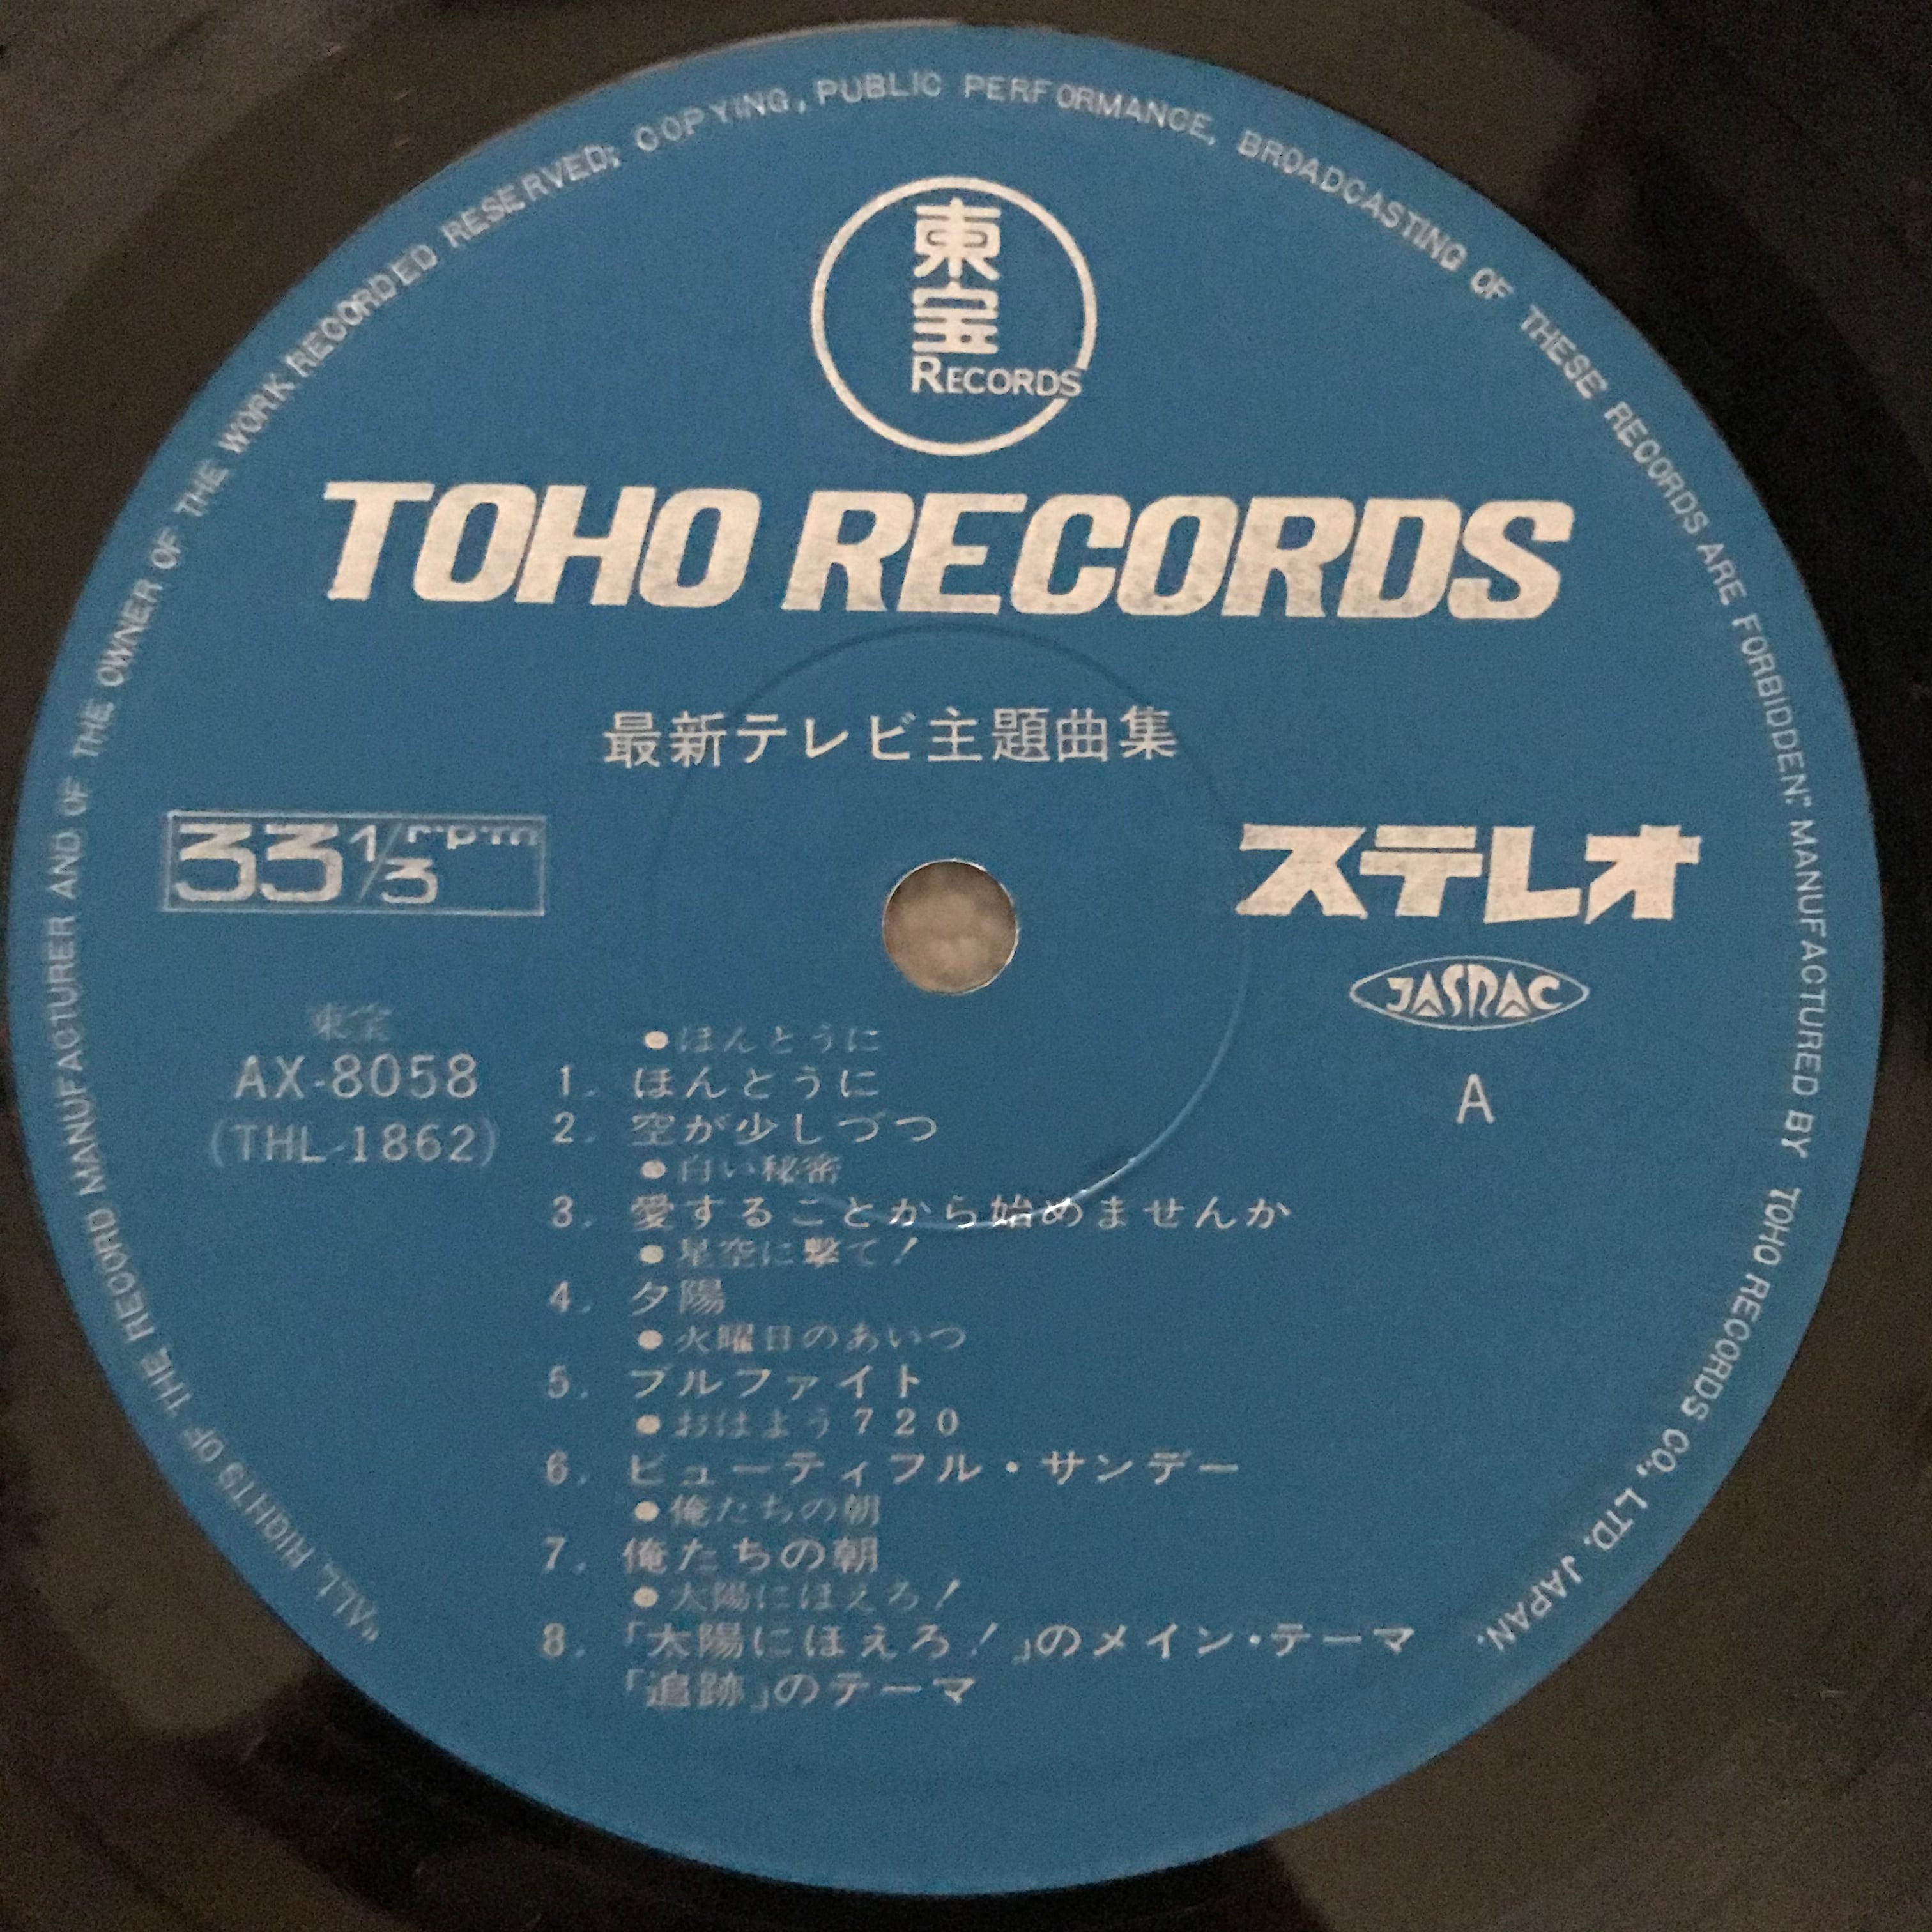 "ALL RIGHTS OF THE RECORD MANUFACTURER AND OF THE OWNER OF THE WORK RECORDED RESERVED; COPYING, PUBLIC PERFORMANCE, BROADCASTING OF THESE RECORDS ARE FORBIDDEN." MANUFACTURED BY TOHO RECORDS CO., LTD. JAPAN.
東宝
RECORDS
TOHO RECORDS
最新テレビ主題曲集
33 1/3 rpm
ステレオ
JASRAC
東宝
AX-8058
(THL-1862)
A
●ほんとうに
1. ほんとうに
2. 空が少しづつ
●白い秘密
3. 愛することから始めませんか
●星空に撃て!
4. 夕陽
●火曜日のあいつ
5. ブルファイト
●おはよう720
6. ビューティフル・サンデー
●俺たちの朝
7. 俺たちの朝
●太陽にほえろ!
8. 「太陽にほえろ!」のメイン・テーマ
「追跡」のテーマ